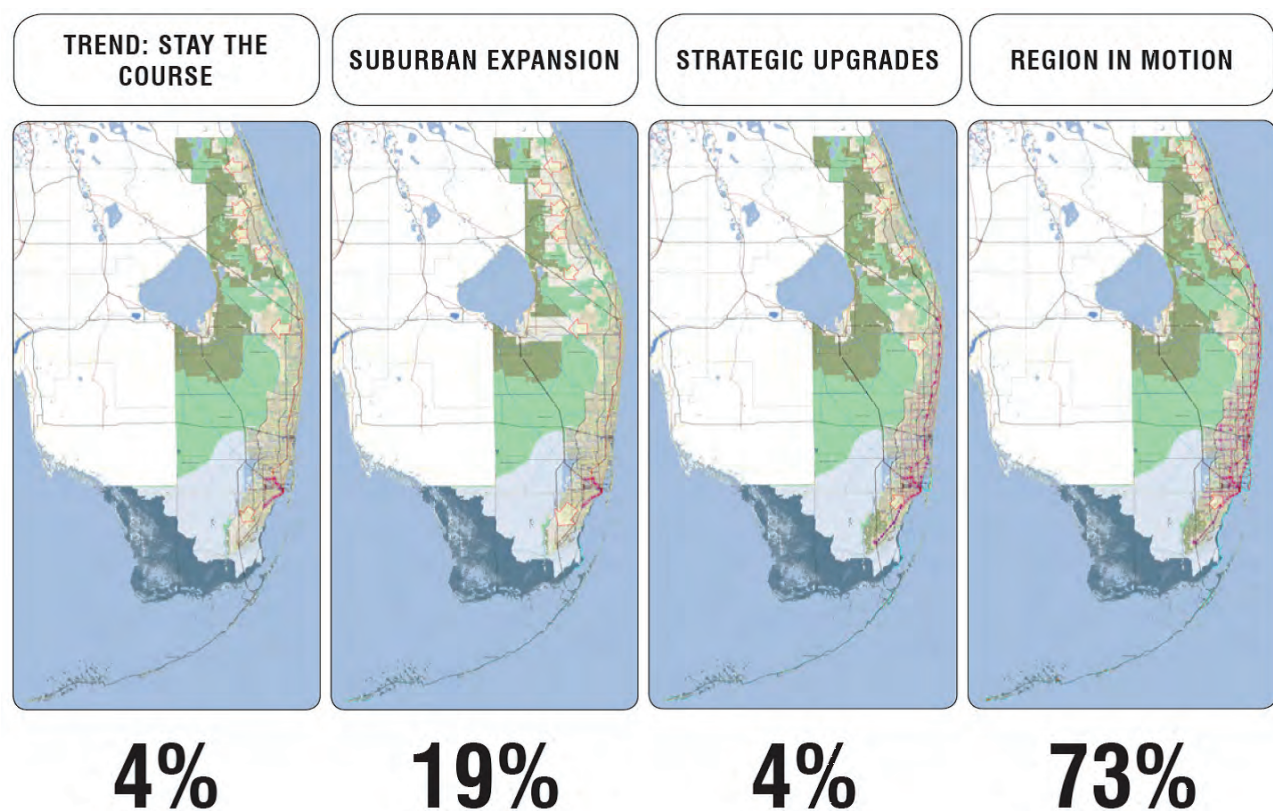 TREND: STAY THE
COURSE
SUBURBAN EXPANSION
STRATEGIC UPGRADES
REGION IN MOTION
4%
19%
4%
73%